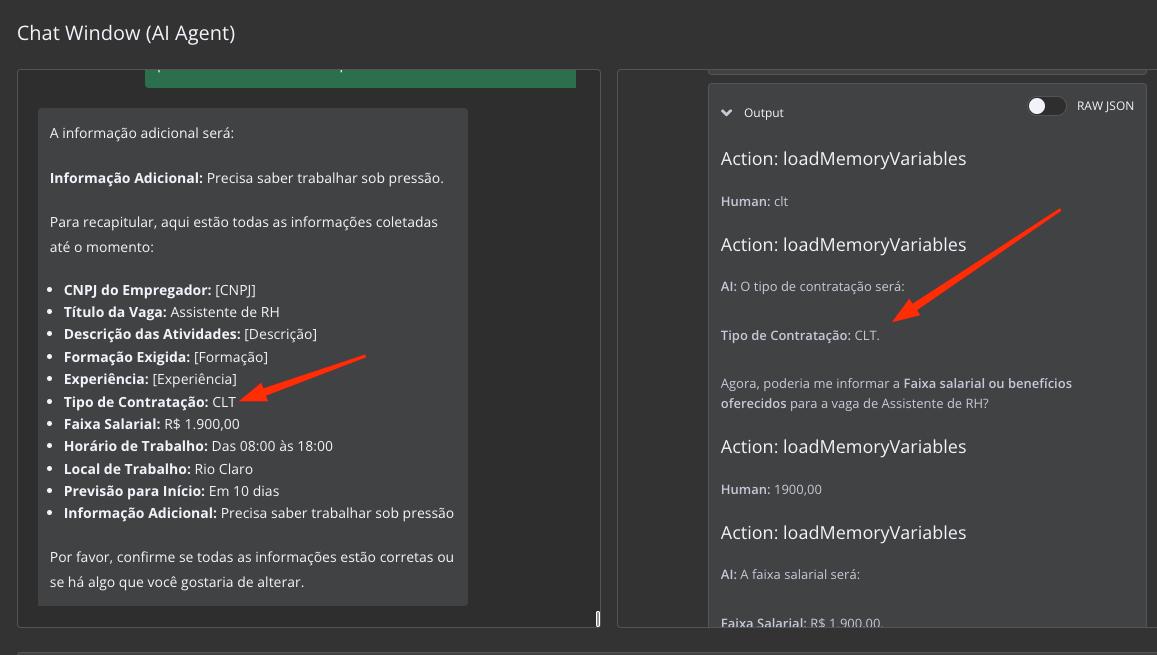 Chat Window (AI Agent)
A informação adicional será:
Informação Adicional: Precisa saber trabalhar sob pressão.
Para recapitular, aqui estão todas as informações coletadas
até o momento:
CNPJ do Empregador: [CNPJ]
Título da Vaga: Assistente de RH
Descrição das Atividades: [Descrição]
Formação Exigida: [Formação]
Experiência: [Experiência]
Tipo de Contratação: CLT
Faixa Salarial: R$ 1.900,00
Horário de Trabalho: Das 08:00 às 18:00
Local de Trabalho: Rio Claro
Previsão para Início: Em 10 dias
Informação Adicional: Precisa saber trabalhar sob pressão
Por favor, confirme se todas as informações estão corretas ou
se há algo que você gostaria de alterar.
Output
RAW JSON
Action: loadMemoryVariables
Human: clt
Action: loadMemoryVariables
AI: O tipo de contratação será:
Tipo de Contratação: CLT.
Agora, poderia me informar a Faixa salarial ou benefícios
oferecidos para a vaga de Assistente de RH?
Action: loadMemoryVariables
Human: 1900,00
Action: loadMemoryVariables
AI: A faixa salarial será:
Faixa Salarial: R$ 1.900,00.